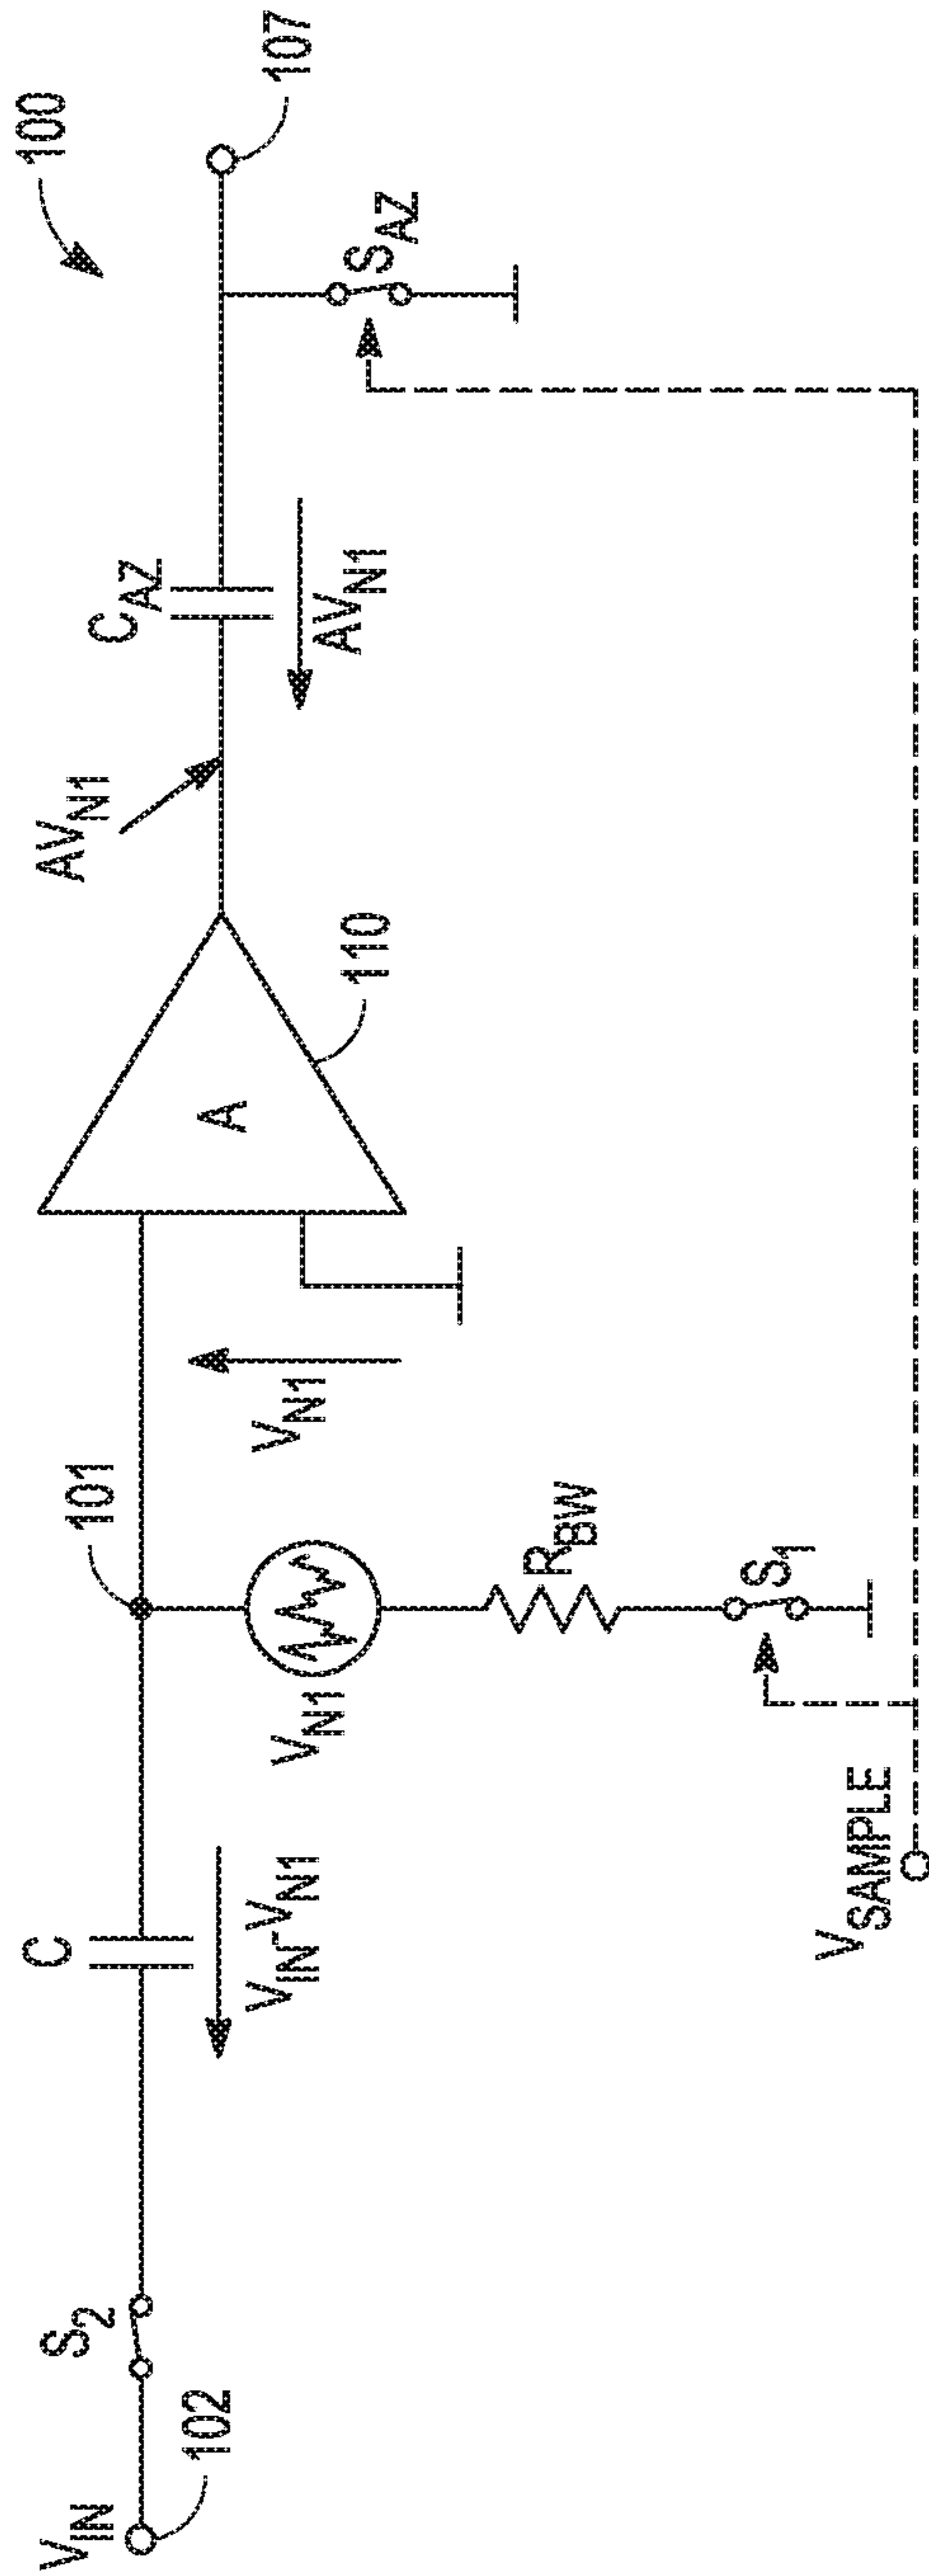 100
V_IN
102
S_2
C
V_IN-V_N1
101
V_N1
R_BW
S_1
V_SAMPLE
V_N1
A
110
AV_N1
C_AZ
AV_N1
S_AZ
107